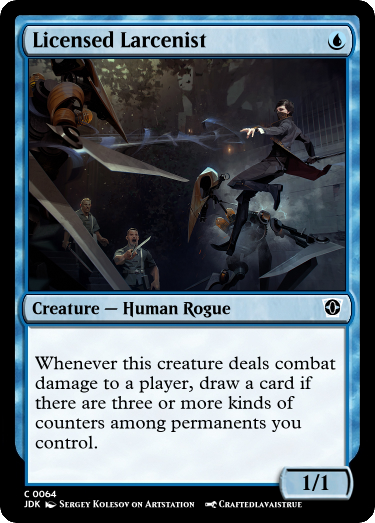 Licensed Larcenist
Creature — Human Rogue
Whenever this creature deals combat
damage to a player, draw a card if
there are three or more kinds of
counters among permanents you
control.
1/1
C 0064
JDK Sergey Kolesov on Artstation Craftedlavaistrue